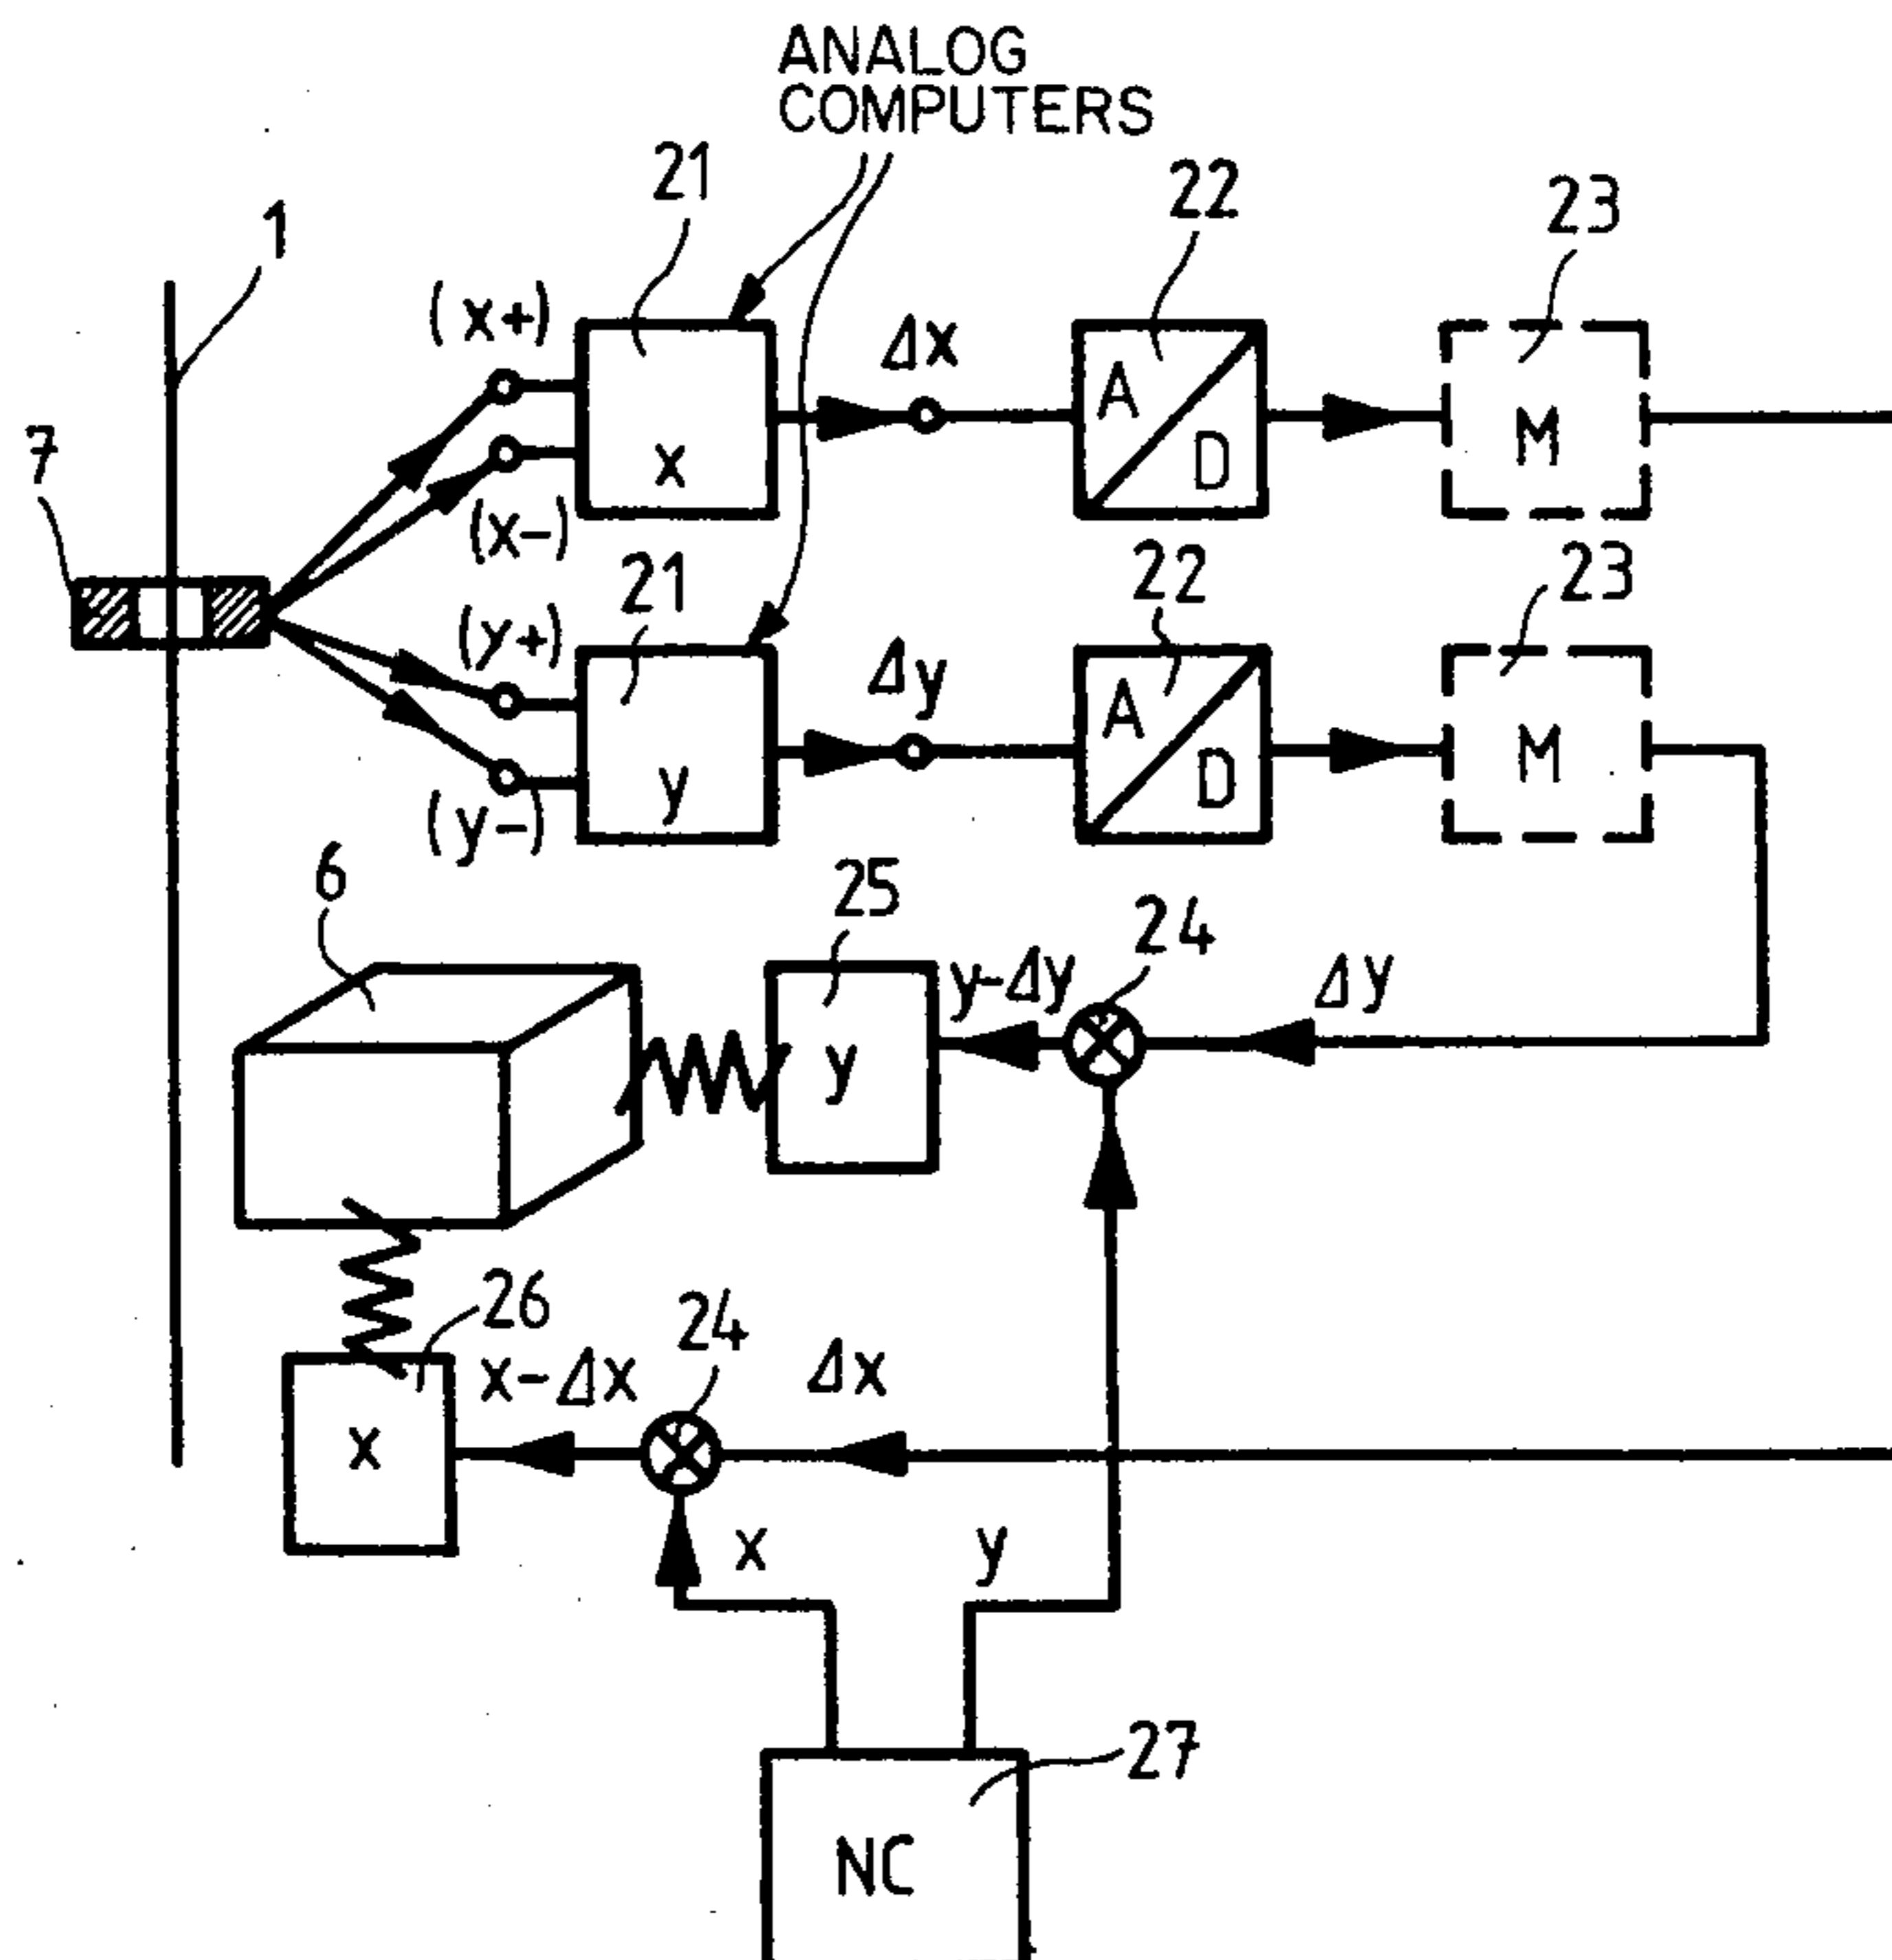 ANALOG
COMPUTERS
21
22
23
1
(x+)
Δx
A
D
M
x
7
(x-)
21
22
23
(y+)
Δy
A
D
M
y
(y-)
6
25
24
y-Δy
Δy
y
26
24
x-Δx
Δx
x
x
y
27
NC